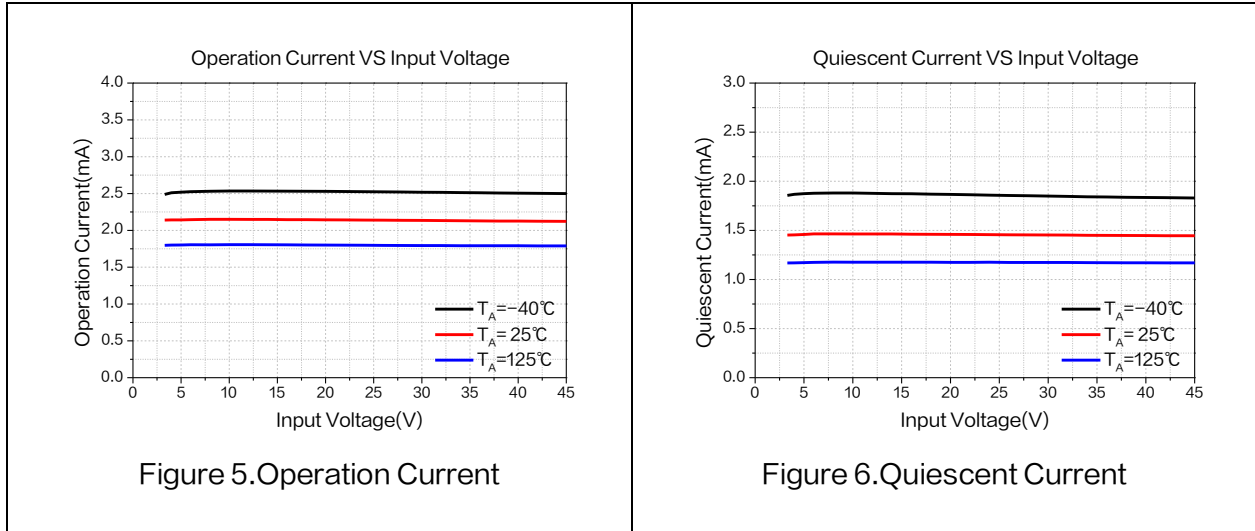 Operation Current VS Input Voltage
4.0
3.5
3.0
2.5
2.0
1.5
1.0
0.5
0.0
Operation Current(mA)
T_A=−40℃
T_A= 25℃
T_A=125℃
0 5 10 15 20 25 30 35 40 45
Input Voltage(V)
Figure 5.Operation Current
Quiescent Current VS Input Voltage
3.0
2.5
2.0
1.5
1.0
0.5
0.0
Quiescent Current(mA)
T_A=−40℃
T_A= 25℃
T_A=125℃
0 5 10 15 20 25 30 35 40 45
Input Voltage(V)
Figure 6.Quiescent Current